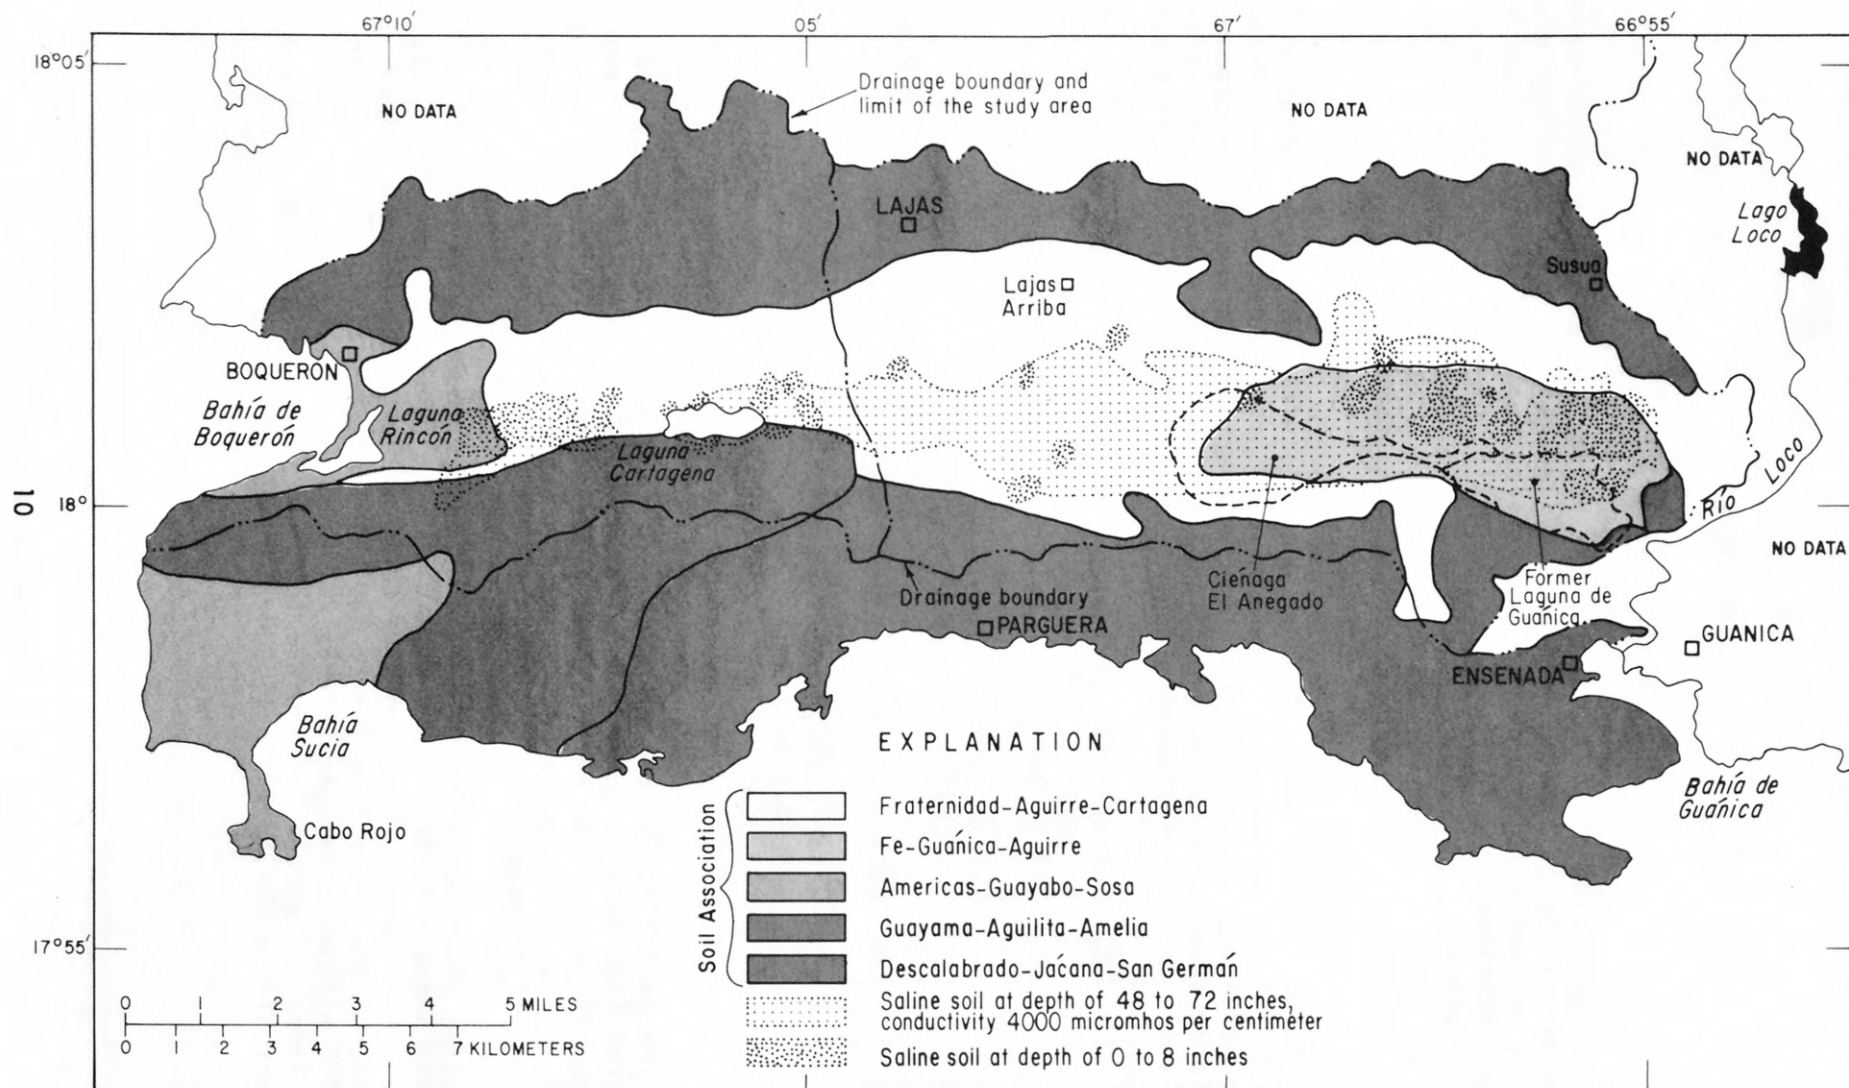 67°10′
05′
67′
66°55′
18°05′
Drainage boundary and
limit of the study area
NO DATA
NO DATA
NO DATA
LAJAS
Lago
Loco
Susua
Lajas
Arriba
BOQUERÓN
Bahía de
Boquerón
Laguna
Rincón
Laguna
Cartagena
10
18°
RÍO LOCO
NO DATA
Ciénaga
El Anegado
Former
Laguna de
Guánica
Drainage boundary
PARGUERA
GUANICA
ENSENADA
Bahía
Sucia
Bahía de
Guánica
Cabo Rojo
EXPLANATION
Soil Association
Fraternidad-Aguirre-Cartagena
Fe-Guánica-Aguirre
Americas-Guayabo-Sosa
Guayama-Aguilita-Amelia
Descalabrado-Jácana-San Germán
Saline soil at depth of 48 to 72 inches,
conductivity 4000 micromhos per centimeter
Saline soil at depth of 0 to 8 inches
17°55′
0 1 2 3 4 5 MILES
0 1 2 3 4 5 6 7 KILOMETERS